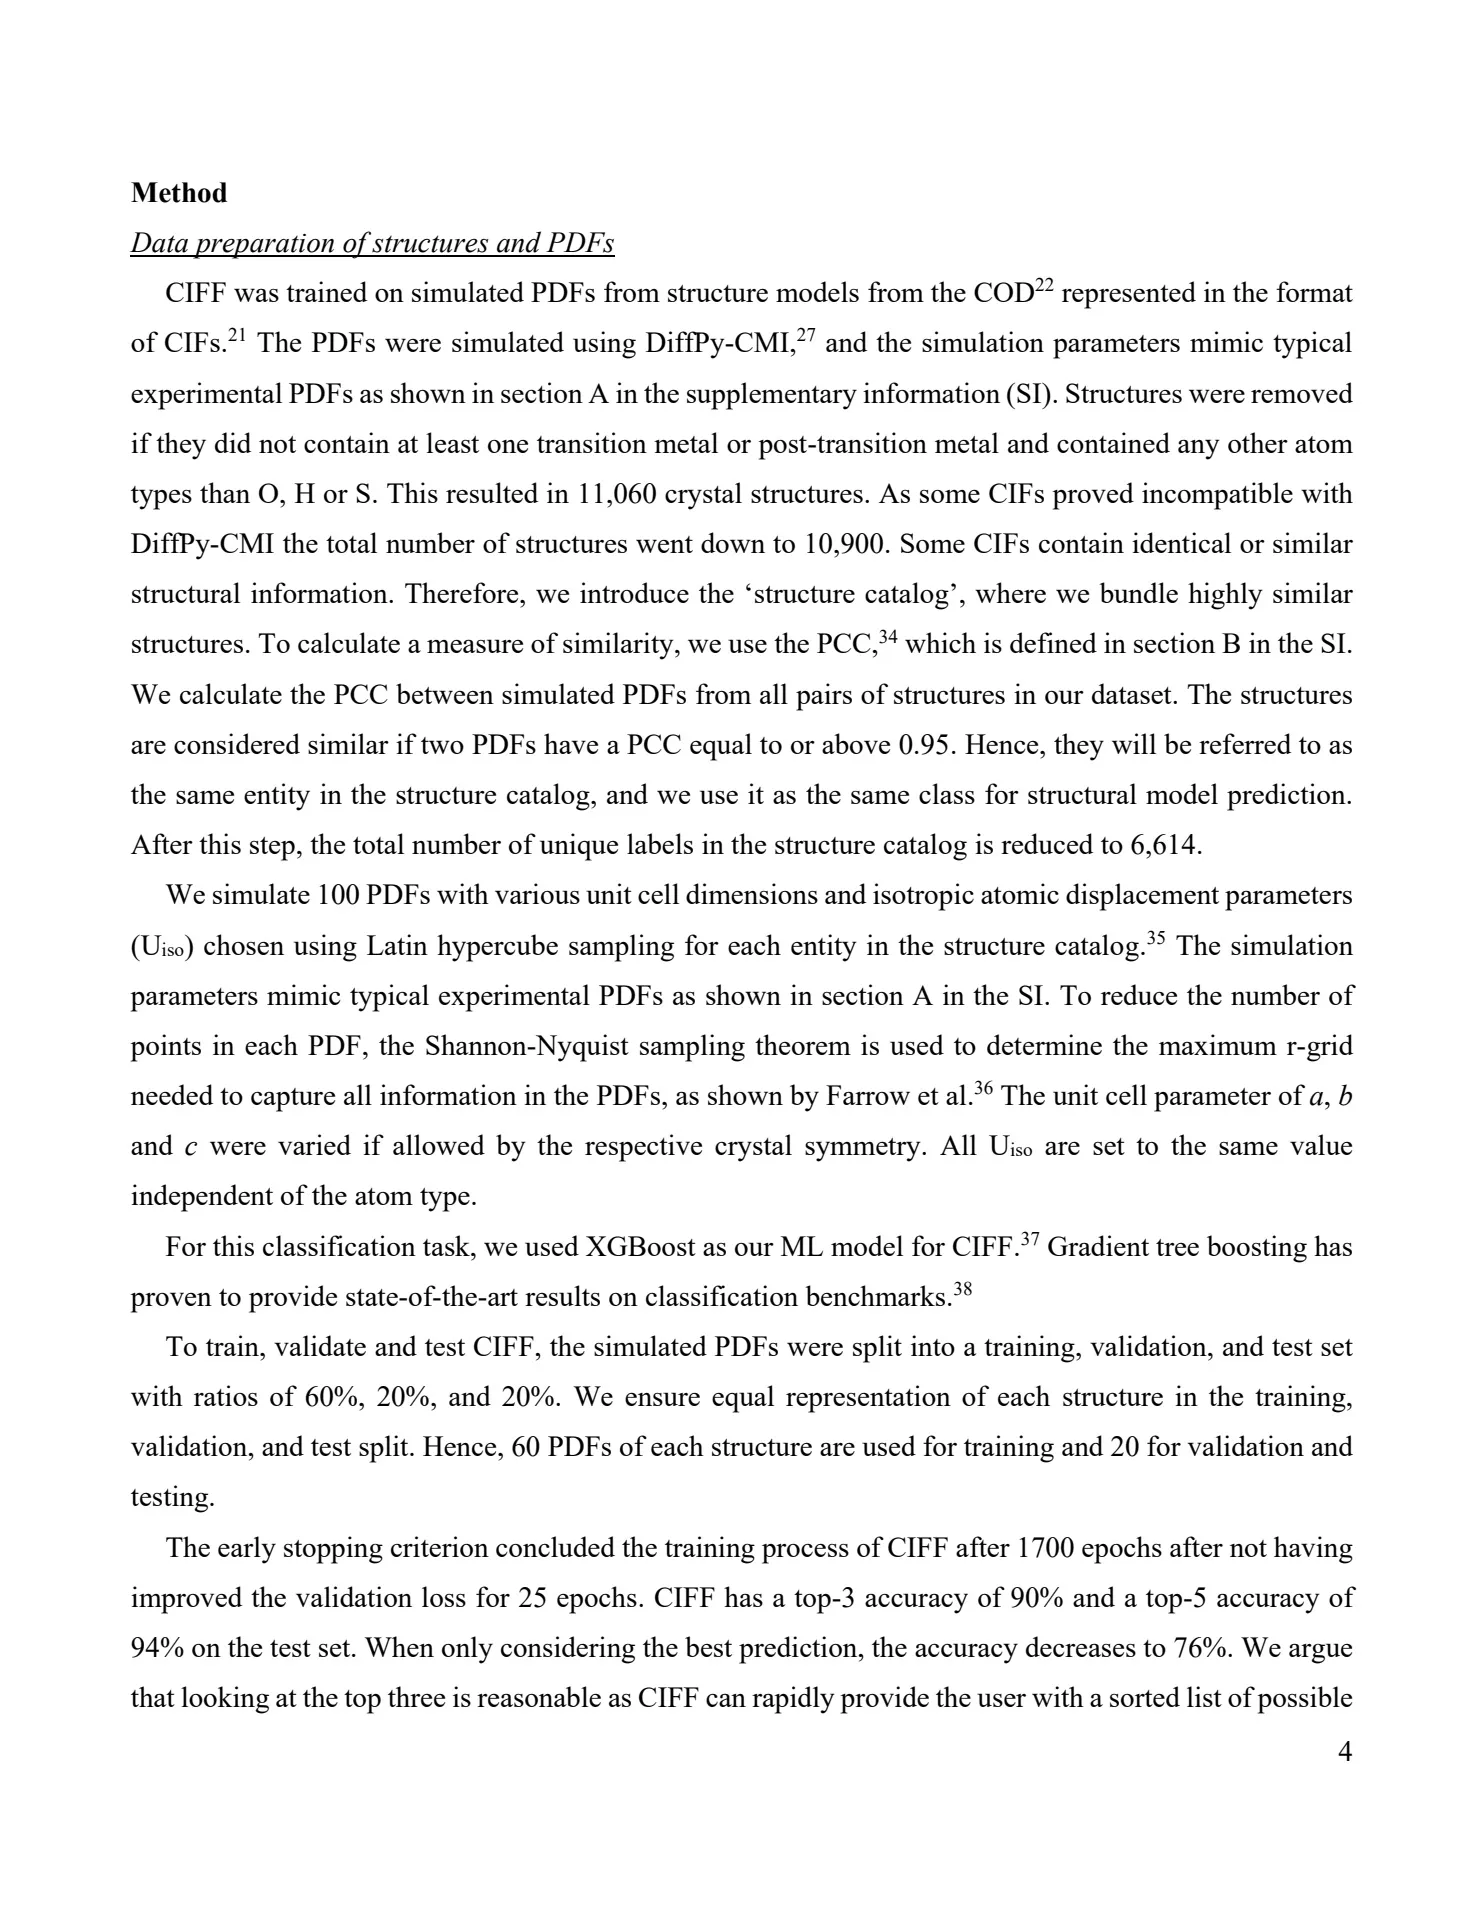 Method
Data preparation of structures and PDFs
CIFF was trained on simulated PDFs from structure models from the COD22 represented in the format
of CIFs.21 The PDFs were simulated using DiffPy-CMI,27 and the simulation parameters mimic typical
experimental PDFs as shown in section A in the supplementary information (SI). Structures were removed
if they did not contain at least one transition metal or post-transition metal and contained any other atom
types than O, H or S. This resulted in 11,060 crystal structures. As some CIFs proved incompatible with
DiffPy-CMI the total number of structures went down to 10,900. Some CIFs contain identical or similar
structural information. Therefore, we introduce the ‘structure catalog’, where we bundle highly similar
structures. To calculate a measure of similarity, we use the PCC,34 which is defined in section B in the SI.
We calculate the PCC between simulated PDFs from all pairs of structures in our dataset. The structures
are considered similar if two PDFs have a PCC equal to or above 0.95. Hence, they will be referred to as
the same entity in the structure catalog, and we use it as the same class for structural model prediction.
After this step, the total number of unique labels in the structure catalog is reduced to 6,614.
We simulate 100 PDFs with various unit cell dimensions and isotropic atomic displacement parameters
(Uiso) chosen using Latin hypercube sampling for each entity in the structure catalog.35 The simulation
parameters mimic typical experimental PDFs as shown in section A in the SI. To reduce the number of
points in each PDF, the Shannon-Nyquist sampling theorem is used to determine the maximum r-grid
needed to capture all information in the PDFs, as shown by Farrow et al.36 The unit cell parameter of a, b
and c were varied if allowed by the respective crystal symmetry. All Uiso are set to the same value
independent of the atom type.
For this classification task, we used XGBoost as our ML model for CIFF.37 Gradient tree boosting has
proven to provide state-of-the-art results on classification benchmarks.38
To train, validate and test CIFF, the simulated PDFs were split into a training, validation, and test set
with ratios of 60%, 20%, and 20%. We ensure equal representation of each structure in the training,
validation, and test split. Hence, 60 PDFs of each structure are used for training and 20 for validation and
testing.
The early stopping criterion concluded the training process of CIFF after 1700 epochs after not having
improved the validation loss for 25 epochs. CIFF has a top-3 accuracy of 90% and a top-5 accuracy of
94% on the test set. When only considering the best prediction, the accuracy decreases to 76%. We argue
that looking at the top three is reasonable as CIFF can rapidly provide the user with a sorted list of possible
4